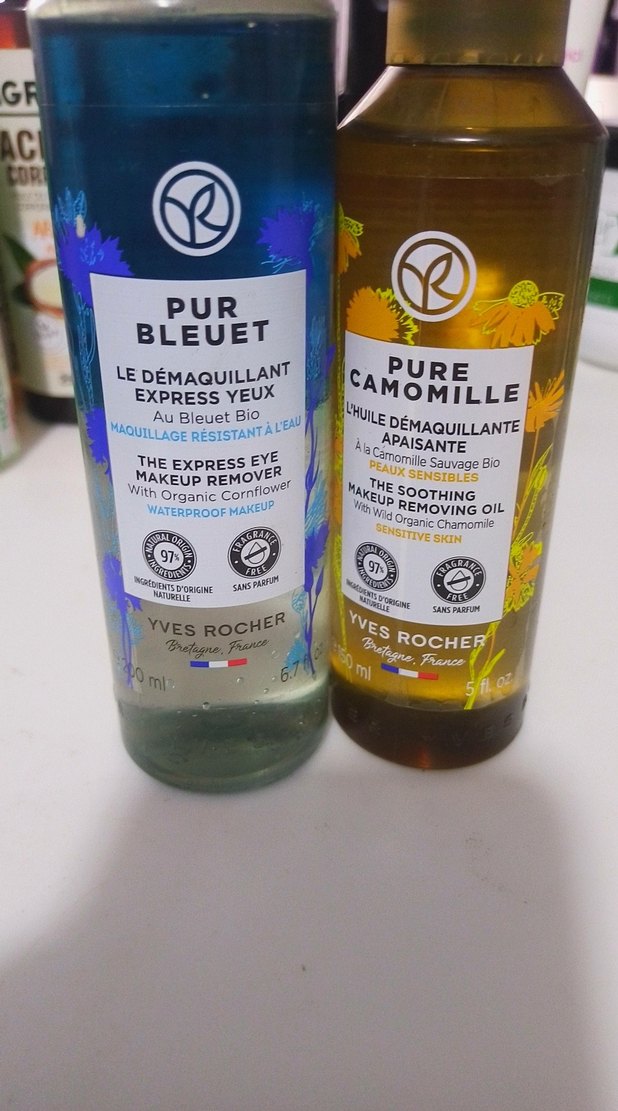 PUR
BLEUET
LE DÉMAQUILLANT
EXPRESS YEUX
Au Bleuet Bio
MAQUILLAGE RÉSISTANT À L'EAU
THE EXPRESS EYE
MAKEUP REMOVER
With Organic Cornflower
WATERPROOF MAKEUP
NATURAL ORIGIN
97%
INGREDIENTS
INGRÉDIENTS D'ORIGINE
NATURELLE
FRAGRANCE
FREE
SANS PARFUM
YVES ROCHER
Bretagne, France
PURE
CAMOMILLE
L'HUILE DÉMAQUILLANTE
APAISANTE
À la Camomille Sauvage Bio
PEAUX SENSIBLES
THE SOOTHING
MAKEUP REMOVING OIL
With Wild Organic Chamomile
SENSITIVE SKIN
NATURAL ORIGIN
97%
INGREDIENTS
INGRÉDIENTS D'ORIGINE
NATURELLE
FRAGRANCE
FREE
SANS PARFUM
YVES ROCHER
Bretagne, France
5 fl. oz